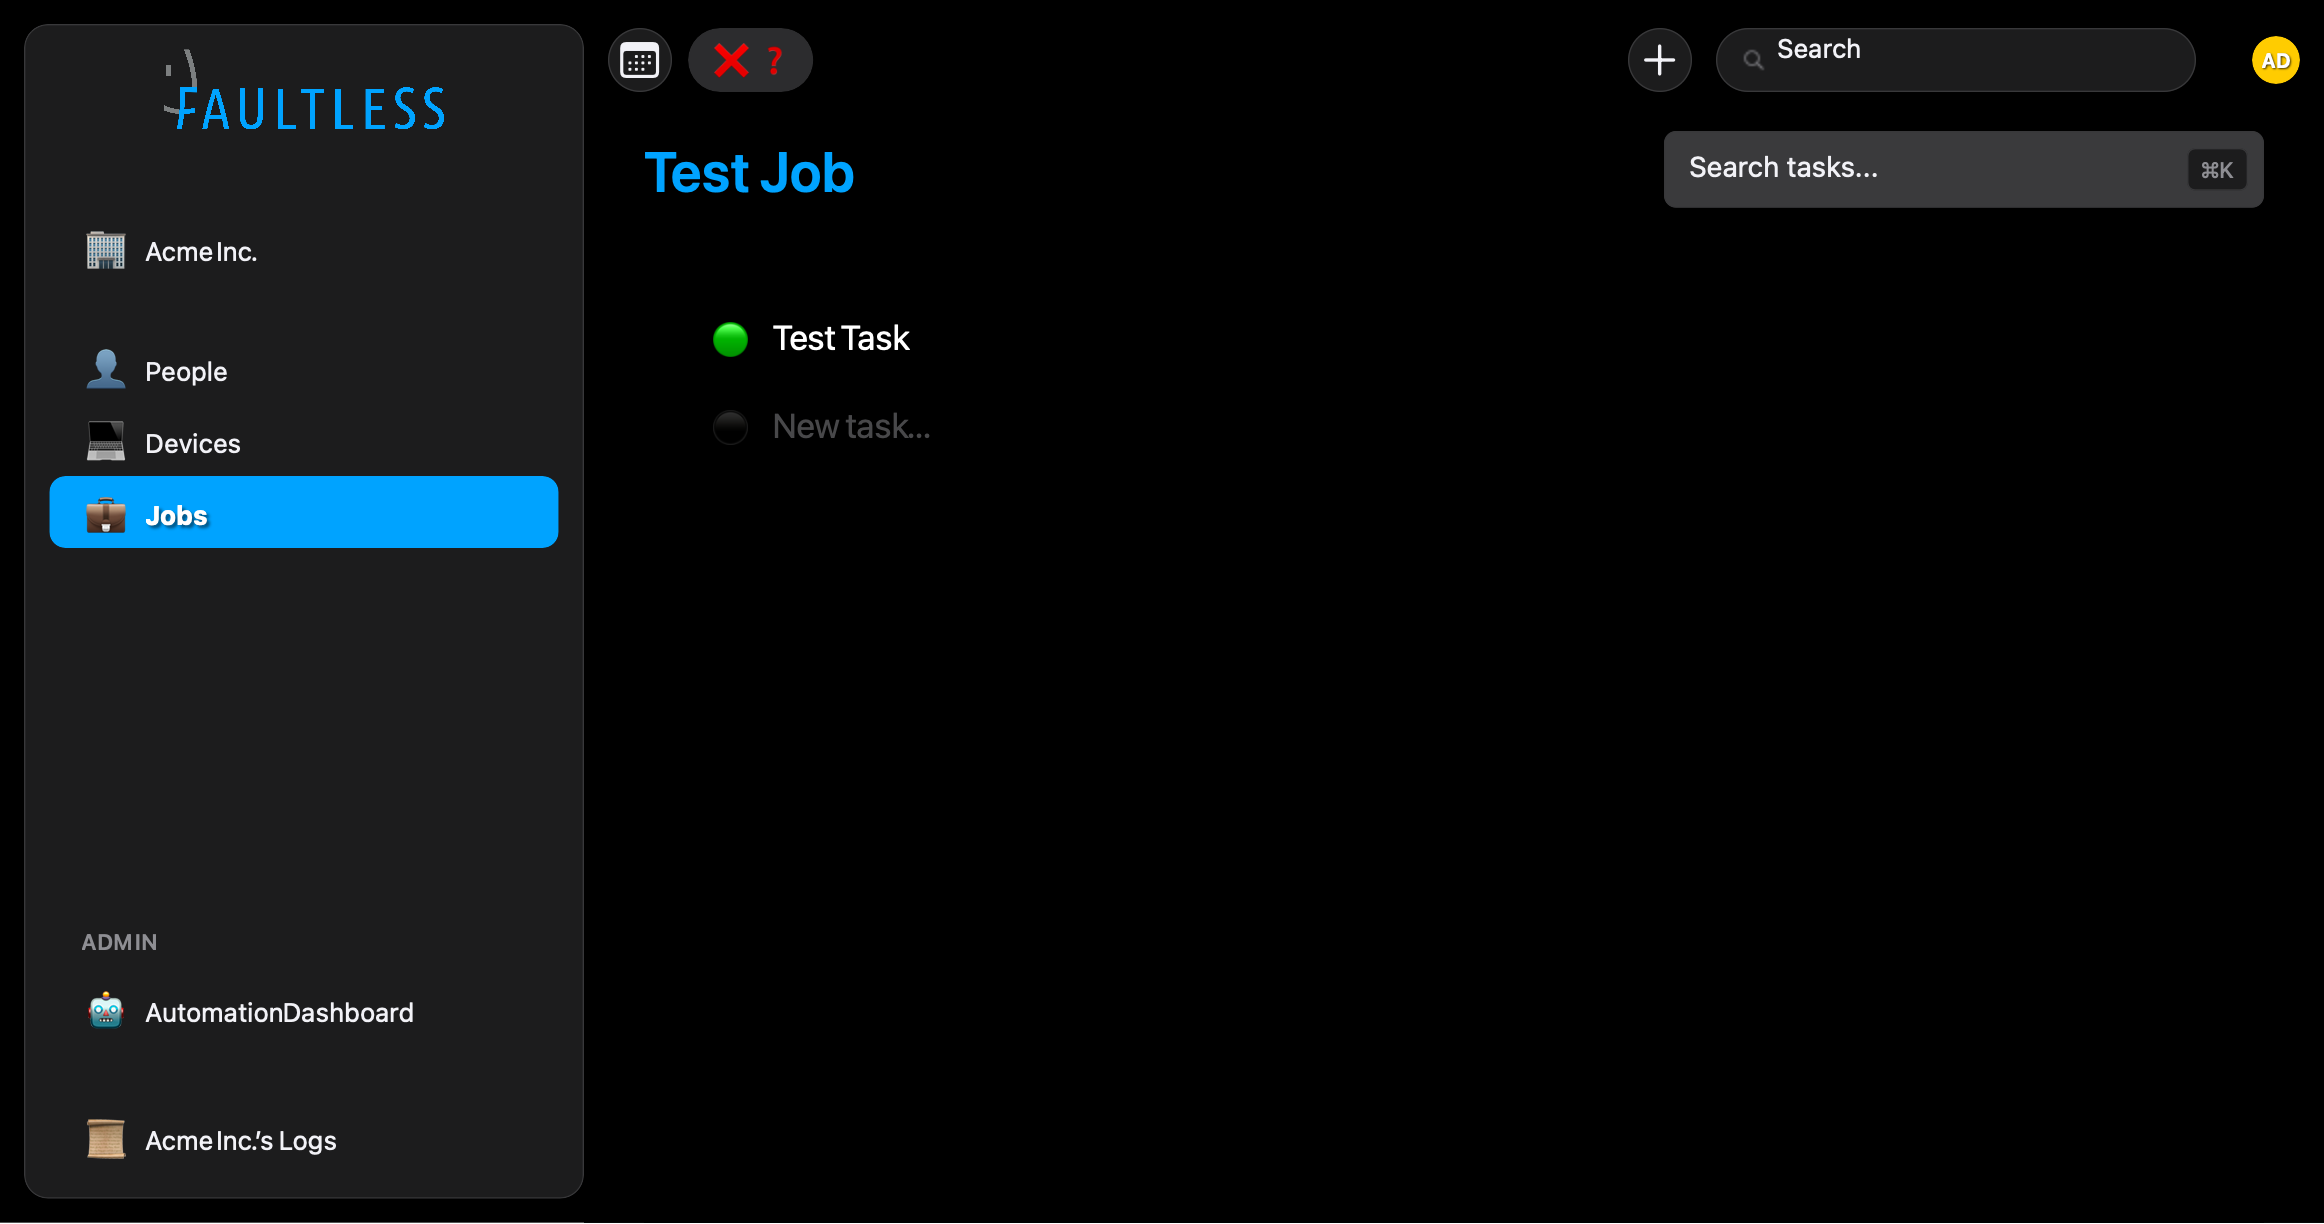 FAULTLESS
Acme Inc.
People
Devices
Jobs
ADMIN
AutomationDashboard
Acme Inc.’s Logs
❌ ?
Search
AD
Test Job
Search tasks...
⌘K
Test Task
New task...